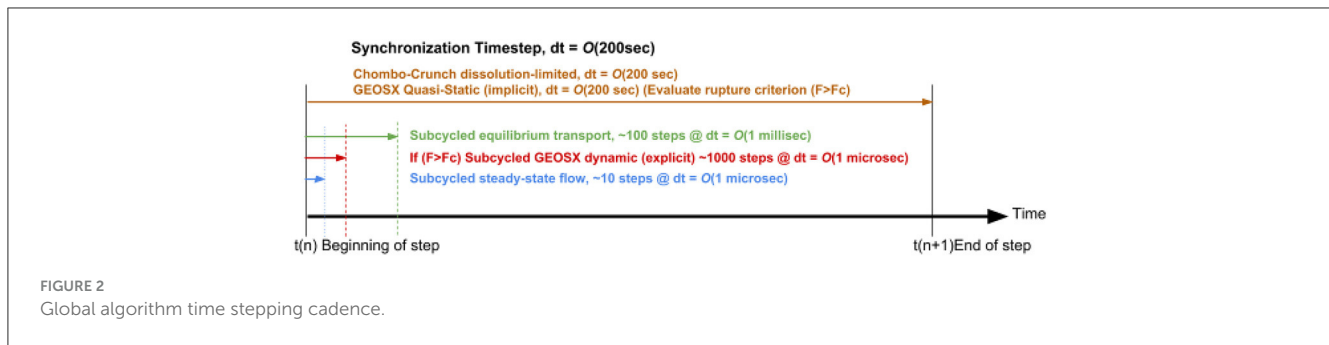 Synchronization Timestep, dt = O(200sec)
Chombo-Crunch dissolution-limited, dt = O(200 sec)
GEOSX Quasi-Static (implicit), dt = O(200 sec) (Evaluate rupture criterion (F>Fc)
Subcycled equilibrium transport, ~100 steps @ dt = O(1 millisec)
If (F>Fc) Subcycled GEOSX dynamic (explicit) ~1000 steps @ dt = O(1 microsec)
Subcycled steady-state flow, ~10 steps @ dt = O(1 microsec)
Time
t(n) Beginning of step
t(n+1)End of step
FIGURE 2
Global algorithm time stepping cadence.